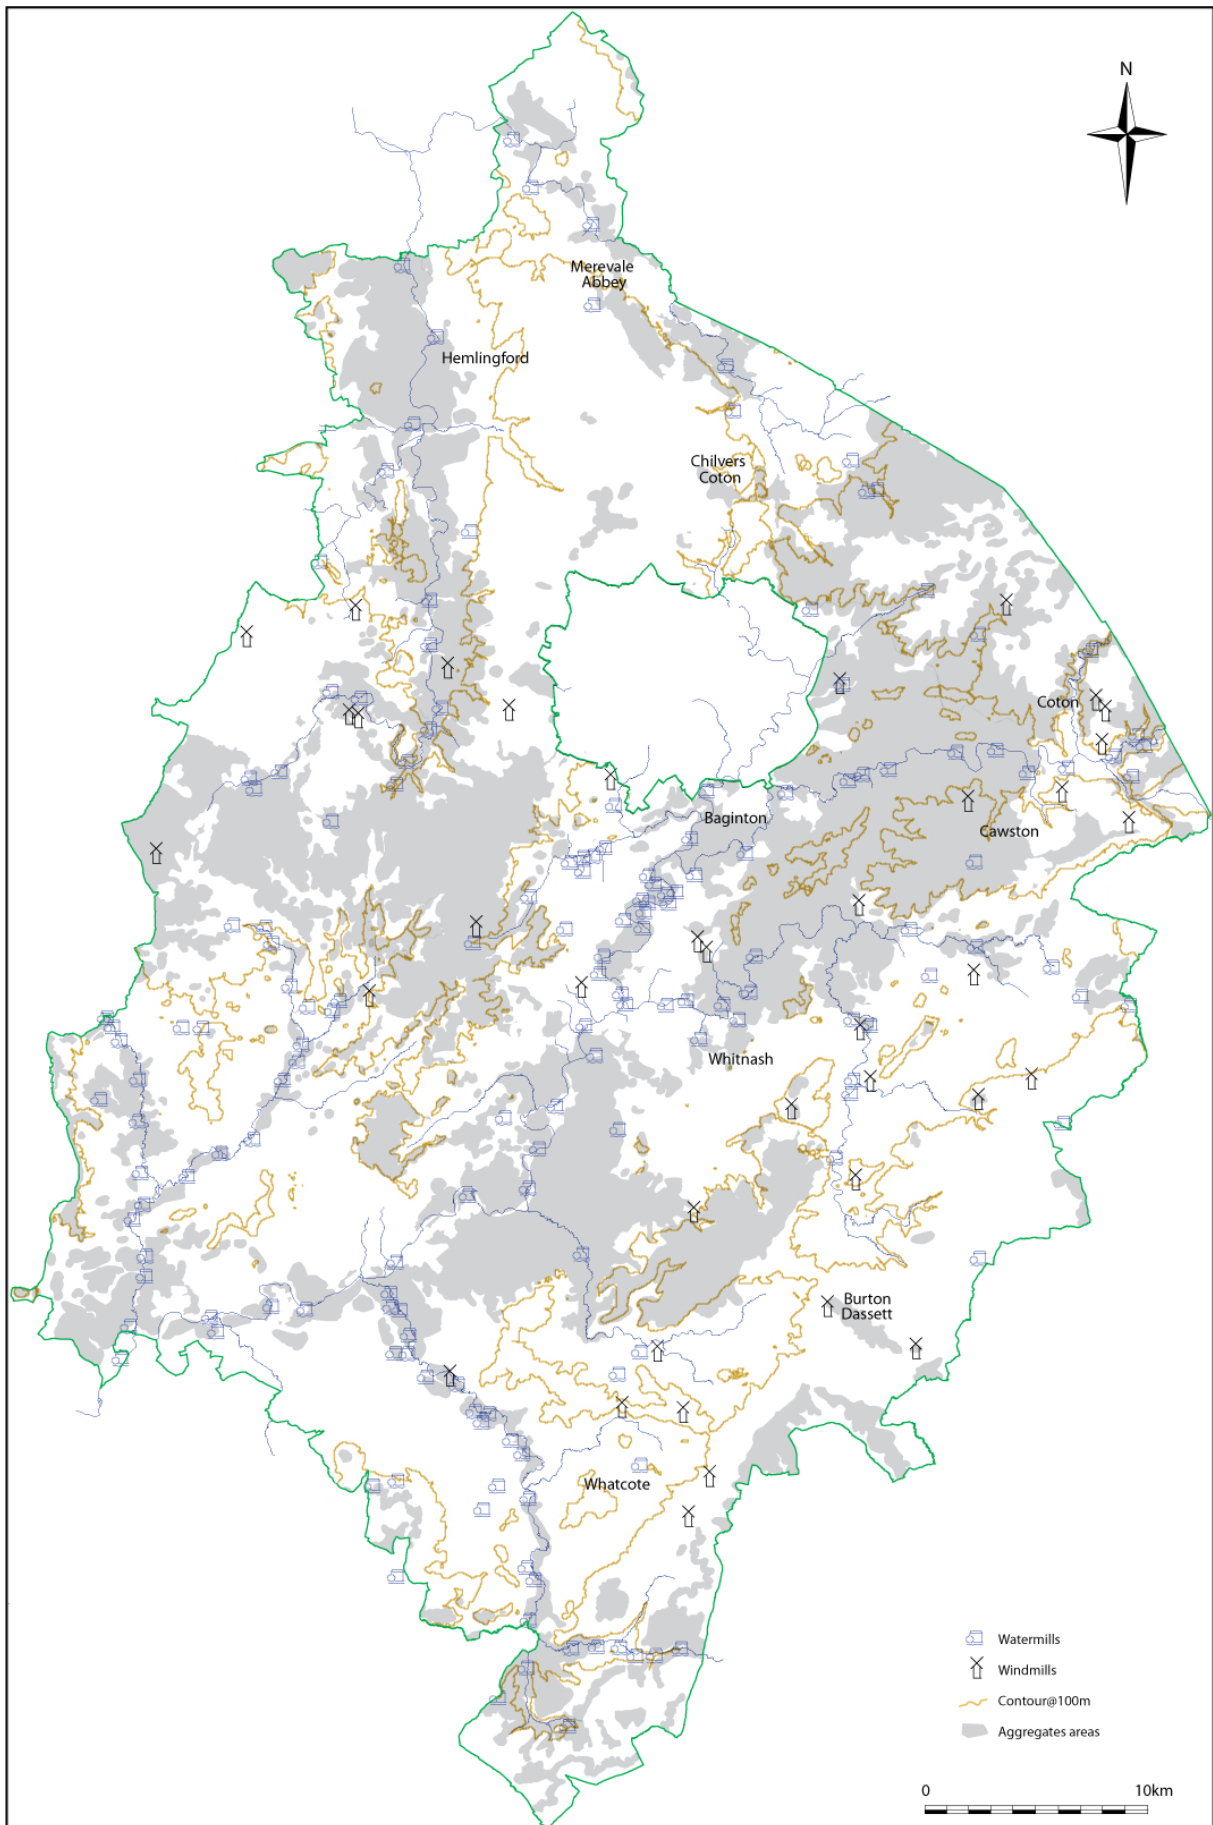 N
Merevale
Abbey
Hemlingford
Chilvers
Coton
Coton
Baginton
Cawston
Whitnash
Burton
Dassett
Whatcote
Watermills
Windmills
Contour@100m
Aggregates areas
0 10km